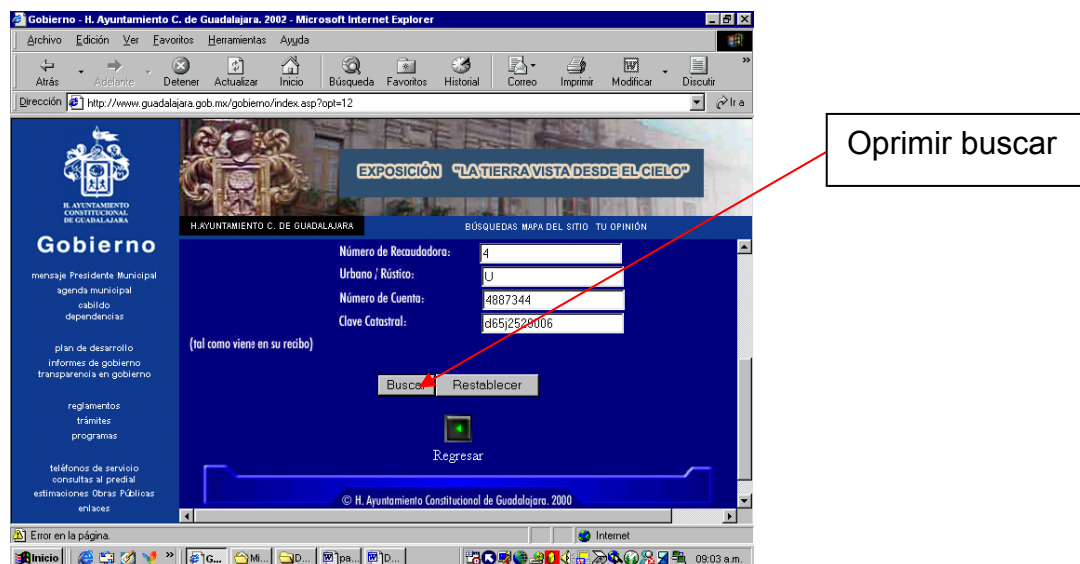 Gobierno - H. Ayuntamiento C. de Guadalajara. 2002 - Microsoft Internet Explorer
Archivo Edición Ver Favoritos Herramientas Ayuda
Atrás Adelante Detener Actualizar Inicio Búsqueda Favoritos Historial Correo Imprimir Modificar Discutir »
Dirección http://www.guadalajara.gob.mx/gobierno/index.asp?opt=12 Ir a
Oprimir buscar
EXPOSICIÓN "LA TIERRA VISTA DESDE EL CIELO"
H. AYUNTAMIENTO
CONSTITUCIONAL
DE GUADALAJARA
H.AYUNTAMIENTO C. DE GUADALAJARA BÚSQUEDAS MAPA DEL SITIO TU OPINIÓN
Gobierno
mensaje Presidente Municipal
agenda municipal
cabildo
dependencias
plan de desarrollo
informes de gobierno
transparencia en gobierno
reglamentos
trámites
programas
teléfonos de servicio
consultas al predial
estimaciones Obras Públicas
enlaces
Número de Recaudadora: 4
Urbano / Rústico: U
Número de Cuenta: 4887344
Clave Catastral: d65j2529006
(tal como viene en su recibo)
Buscar Restablecer
Regresar
© H. Ayuntamiento Constitucional de Guadalajara. 2000
Error en la página. Internet
Inicio » G... Mi... D... pa... D... 09:03 a.m.